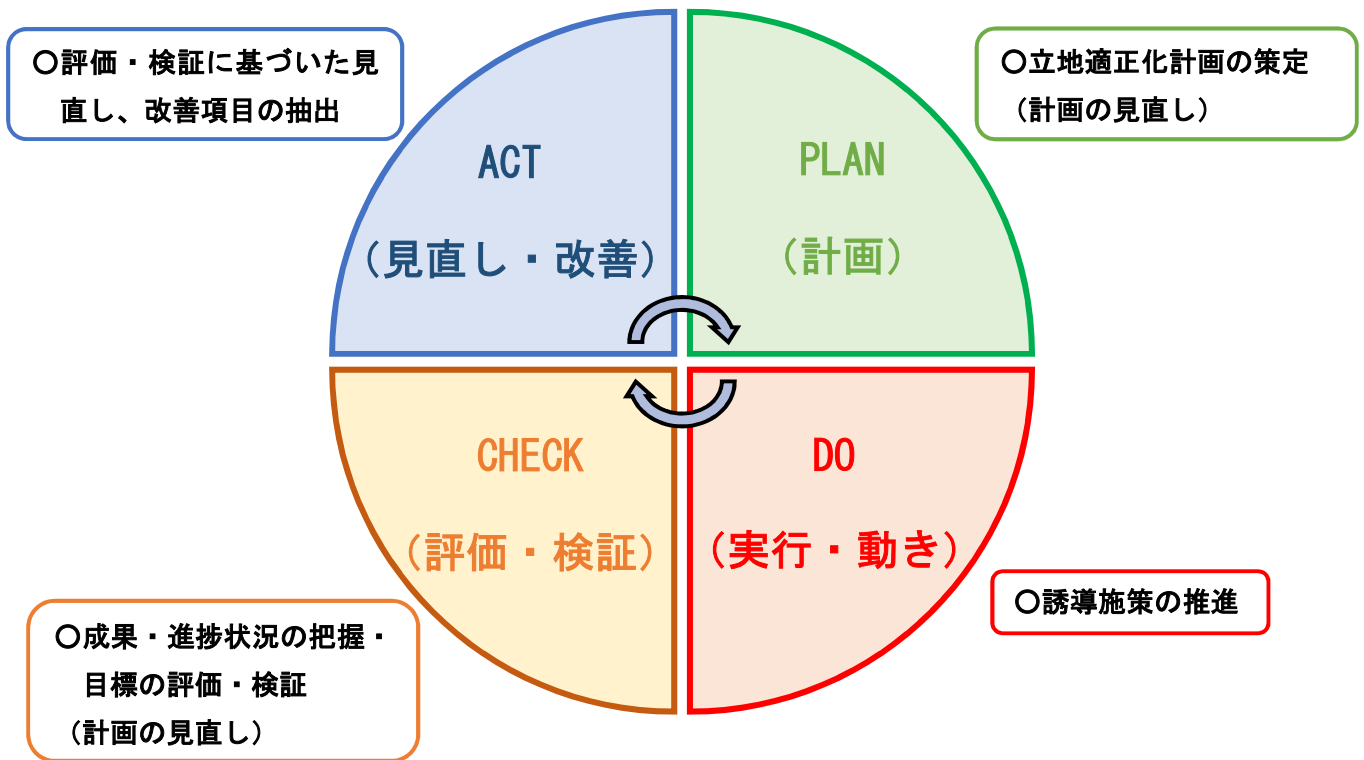 〇評価・検証に基づいた見
直し、改善項目の抽出
〇立地適正化計画の策定
（計画の見直し）
ACT
（見直し・改善）
PLAN
（計画）
CHECK
（評価・検証）
DO
（実行・動き）
〇成果・進捗状況の把握・
目標の評価・検証
（計画の見直し）
〇誘導施策の推進